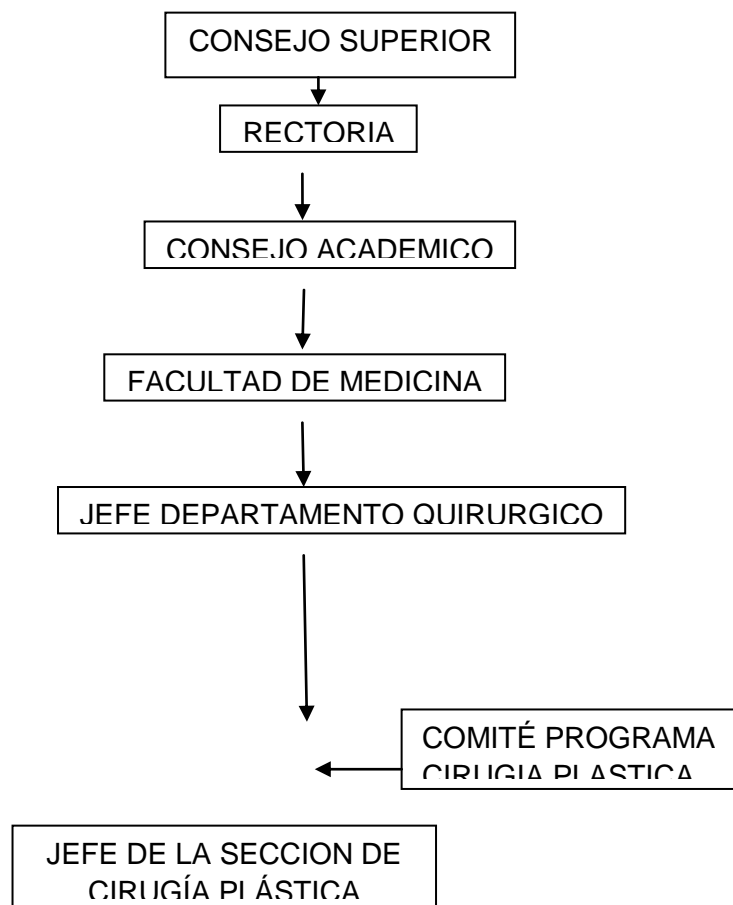 CONSEJO SUPERIOR
RECTORIA
CONSEJO ACADEMICO
FACULTAD DE MEDICINA
JEFE DEPARTAMENTO QUIRURGICO
COMITÉ PROGRAMA
CIRUGIA PLASTICA
JEFE DE LA SECCION DE
CIRUGÍA PLÁSTICA